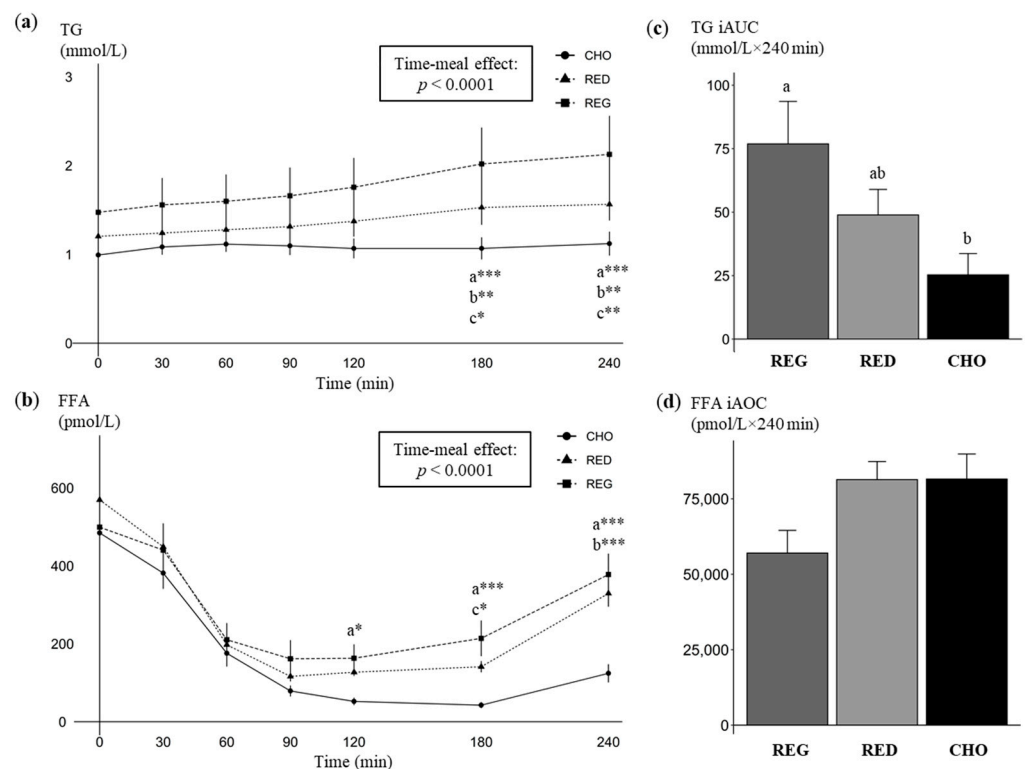 (a)
TG
(mmol/L)
Time-meal effect:
p < 0.0001
CHO
RED
REG
3
2
1
0
a***
b**
c*
a***
b**
c**
0 30 60 90 120 180 240
Time (min)
(c) TG iAUC
(mmol/L×240 min)
100
75
50
25
0
a
ab
b
REG RED CHO
(b)
FFA
(pmol/L)
Time-meal effect:
p < 0.0001
CHO
RED
REG
600
400
200
0
a*
a***
c*
a***
b***
0 30 60 90 120 180 240
Time (min)
(d) FFA iAOC
(pmol/L×240 min)
75,000
50,000
25,000
0
REG RED CHO